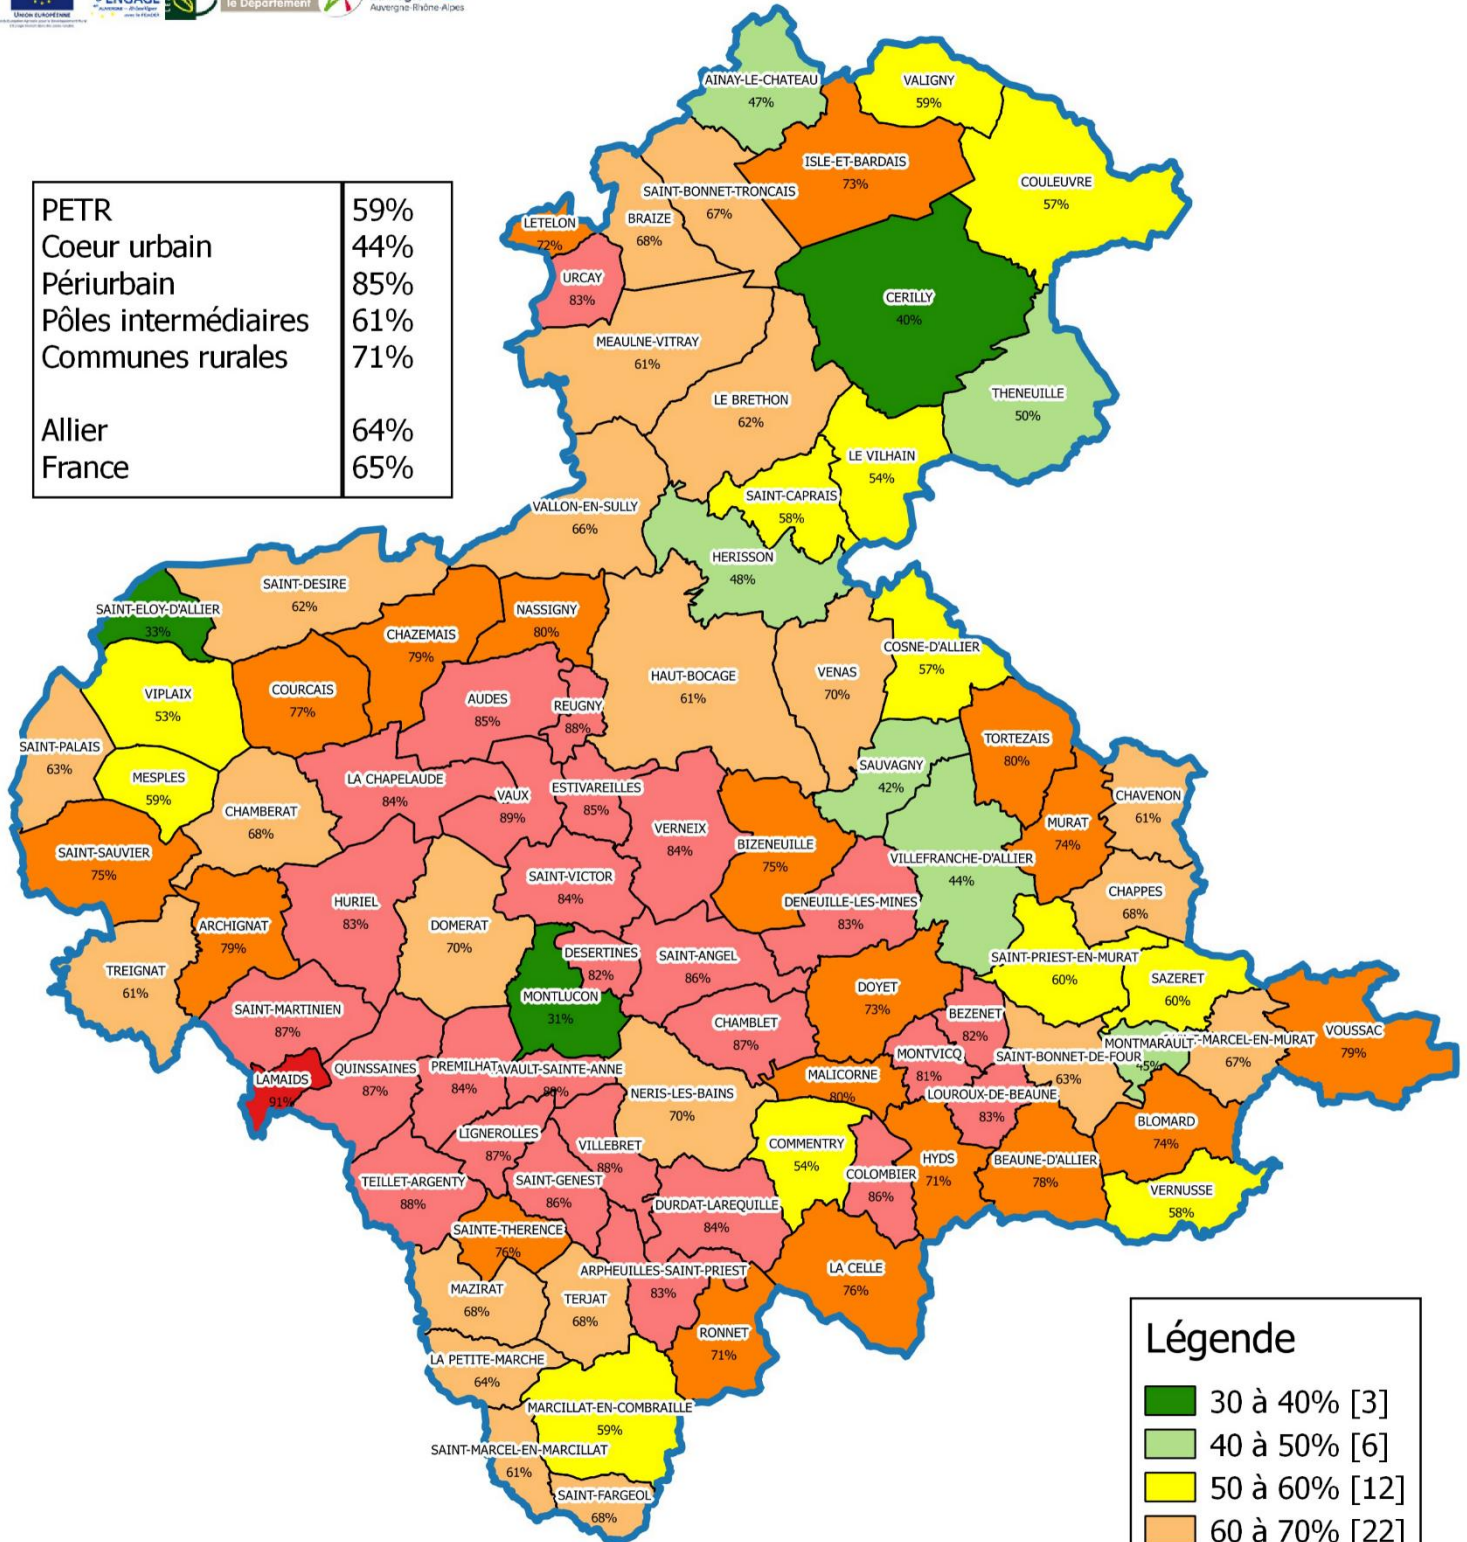 UNION EUROPÉENNE
S'ENGAGE
le Département
Auvergne-Rhône-Alpes
PETR 59%
Coeur urbain 44%
Périurbain 85%
Pôles intermédiaires 61%
Communes rurales 71%
Allier 64%
France 65%
AINAY-LE-CHATEAU
47%
VALIGNY
59%
ISLE-ET-BARDAIS
73%
COULEUVRE
57%
SAINT-BONNET-TRONCAIS
67%
LETELON
72%
BRAIZE
68%
URCAY
83%
CERILLY
40%
MEAULNE-VITRAY
61%
LE BRETHON
62%
THENEUILLE
50%
LE VILHAIN
54%
SAINT-CAPRAIS
58%
VALLON-EN-SULLY
66%
HERISSON
48%
SAINT-DESIRE
62%
SAINT-ELOY-D'ALLIER
33%
NASSIGNY
80%
CHAZEMAIS
79%
COSNE-D'ALLIER
57%
HAUT-BOCAGE
61%
VENAS
70%
VIPLAIX
53%
COURCAIS
77%
AUDES
85%
REUGNY
88%
TORTEZAIS
80%
SAINT-PALAIS
63%
MESPLES
59%
LA CHAPELAUDE
84%
SAUVAGNY
42%
ESTIVAREILLES
85%
VAUX
89%
CHAVENON
61%
CHAMBERAT
68%
VERNEIX
84%
MURAT
74%
BIZENEUILLE
75%
SAINT-SAUVIER
75%
VILLEFRANCHE-D'ALLIER
44%
SAINT-VICTOR
84%
CHAPPES
68%
HURIEL
83%
DENEUILLE-LES-MINES
83%
ARCHIGNAT
79%
DOMERAT
70%
DESERTINES
82%
SAINT-ANGEL
86%
SAINT-PRIEST-EN-MURAT
60%
TREIGNAT
61%
SAZERET
60%
DOYET
73%
MONTLUCON
31%
SAINT-MARTINIEN
87%
BEZENET
82%
CHAMBLET
87%
VOUSSAC
79%
MONTMARAULT
45%
-MARCEL-EN-MURAT
67%
MONTVICQ
81%
SAINT-BONNET-DE-FOUR
63%
PREMILHAT
84%
QUINSSAINES
87%
AVAULT-SAINTE-ANNE
88%
MALICORNE
80%
LAMAIDS
91%
NERIS-LES-BAINS
70%
LOUROUX-DE-BEAUNE
83%
BLOMARD
74%
LIGNEROLLES
87%
VILLEBRET
88%
COMMENTRY
54%
HYDS
71%
BEAUNE-D'ALLIER
78%
COLOMBIER
86%
TEILLET-ARGENTY
88%
SAINT-GENEST
86%
VERNUSSE
58%
DURDAT-LAREQUILLE
84%
SAINTE-THERENCE
76%
LA CELLE
76%
ARPHEUILLES-SAINT-PRIEST
83%
MAZIRAT
68%
TERJAT
68%
RONNET
71%
LA PETITE-MARCHE
64%
MARCILLAT-EN-COMBRAILLE
59%
SAINT-MARCEL-EN-MARCILLAT
61%
SAINT-FARGEOL
68%
Légende
30 à 40% [3]
40 à 50% [6]
50 à 60% [12]
60 à 70% [22]